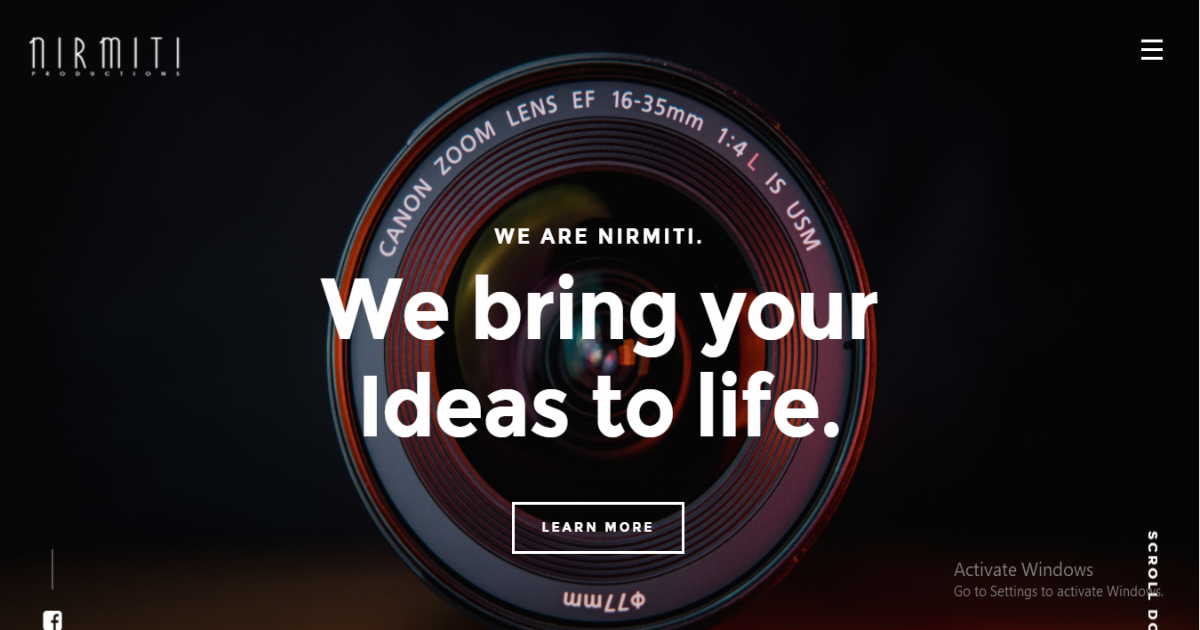 NIRMITI
PRODUCTIONS
CANON ZOOM LENS EF 16-35mm 1:4 L IS USM
WE ARE NIRMITI.
We bring your
Ideas to life.
LEARN MORE
Φ77mm
Activate Windows
Go to Settings to activate Windows.
SCROLL DO